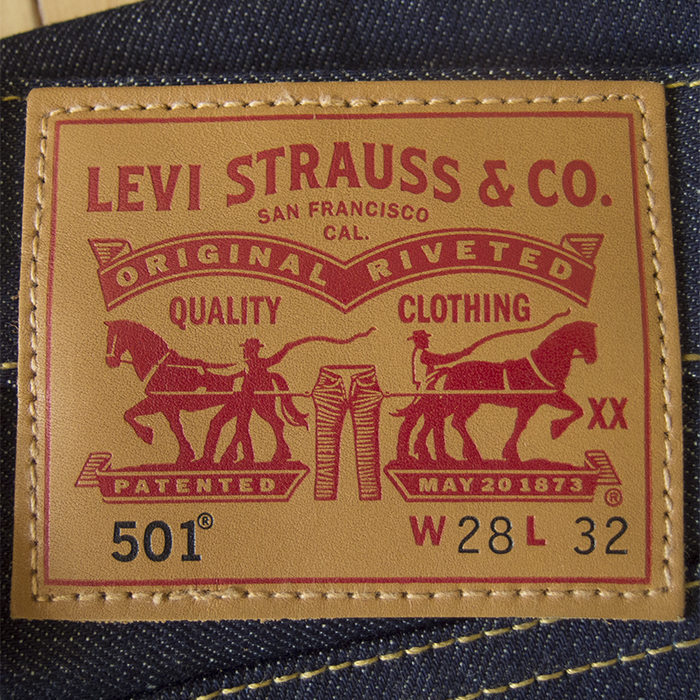 LEVI STRAUSS & CO.
SAN FRANCISCO
CAL.
ORIGINAL RIVETED
QUALITY CLOTHING
XX
PATENTED MAY 20 1873 ®
501® W 28 L 32